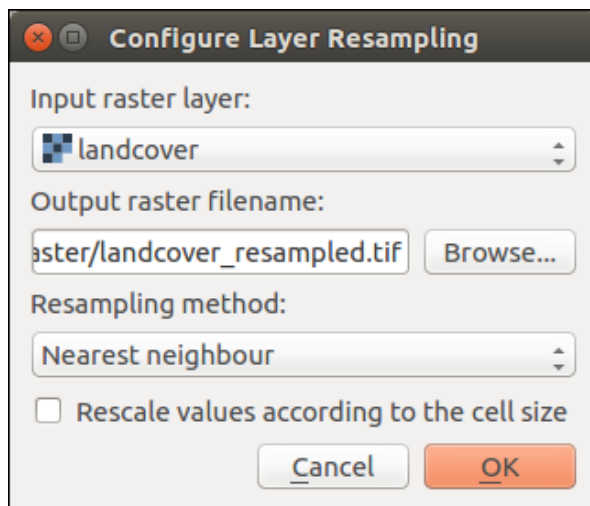 Configure Layer Resampling
Input raster layer:
landcover
Output raster filename:
aster/landcover_resampled.tif Browse...
Resampling method:
Nearest neighbour
Rescale values according to the cell size
Cancel OK